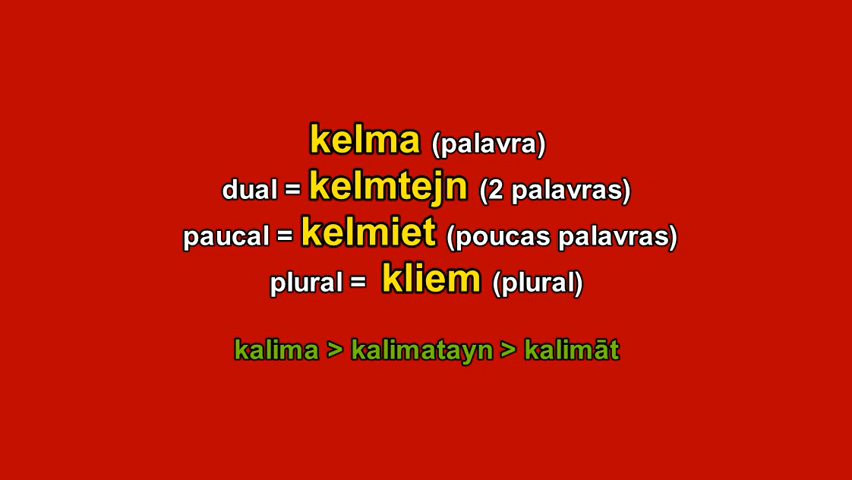 kelma (palavra)
dual = kelmtejn (2 palavras)
paucal = kelmiet (poucas palavras)
plural = kliem (plural)
kalima > kalimatayn > kalimāt